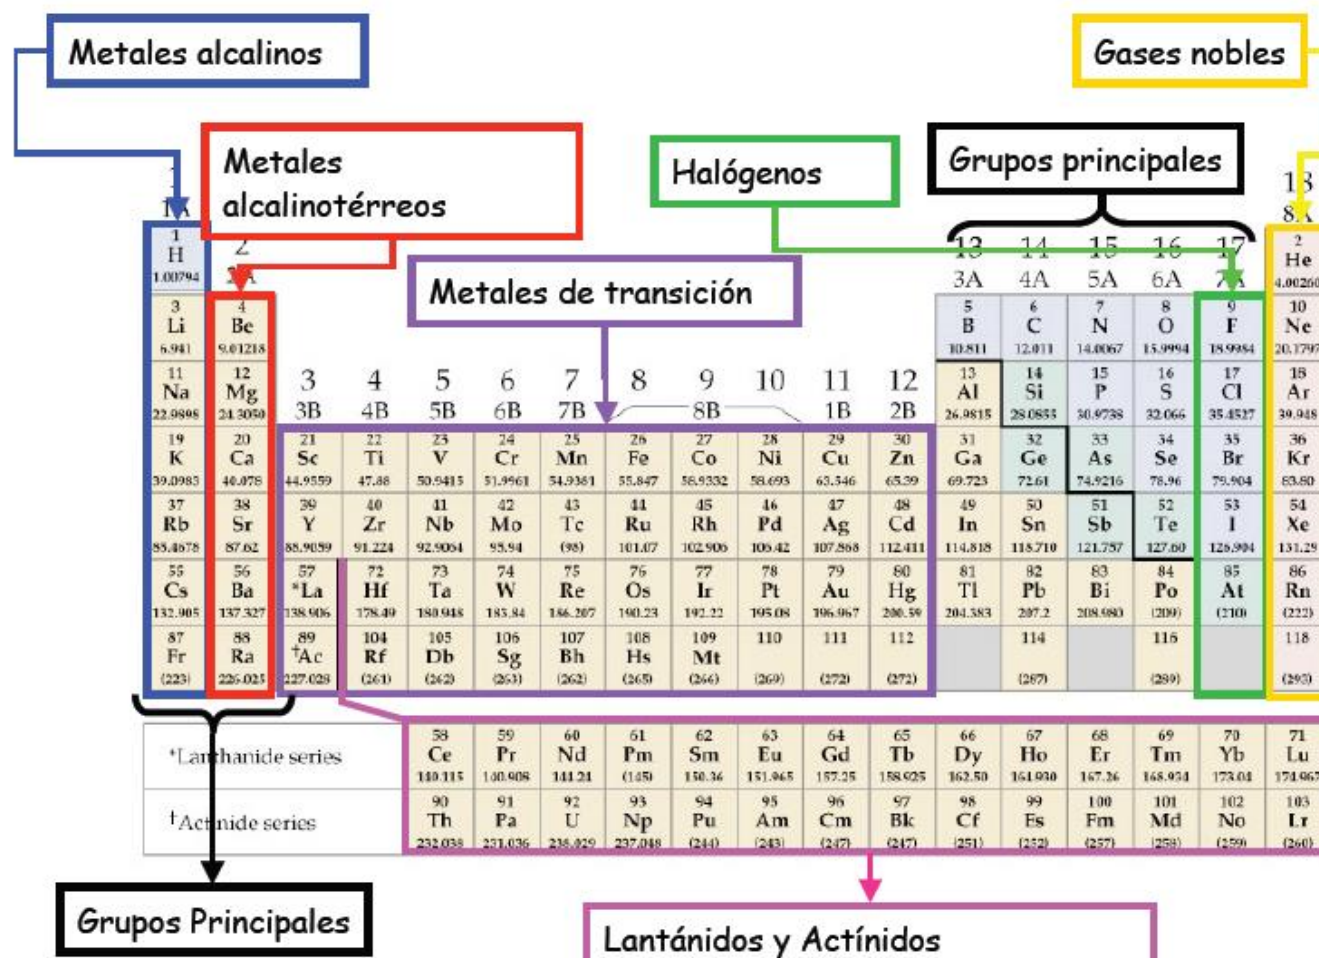 Metales alcalinos
Gases nobles
Metales
alcalinotérreos
Halógenos
Grupos principales
18
1A 8A
1 2 13 14 15 16 17 2
H 2A 3A 4A 5A 6A 7A He
1.00794 4.00260
Metales de transición
3 4 5 6 7 8 9 10
Li Be B C N O F Ne
6.941 9.01218 10.811 12.011 14.0067 15.9994 18.9984 20.1797
11 12 3 4 5 6 7 8 9 10 11 12 13 14 15 16 17 18
Na Mg 3B 4B 5B 6B 7B 8B 1B 2B Al Si P S Cl Ar
22.9898 24.3050 26.9815 28.0855 30.9738 32.066 35.4527 39.948
19 20 21 22 23 24 25 26 27 28 29 30 31 32 33 34 35 36
K Ca Sc Ti V Cr Mn Fe Co Ni Cu Zn Ga Ge As Se Br Kr
39.0983 40.078 44.9559 47.88 50.9415 51.9961 54.9381 55.847 58.9332 58.693 63.546 65.39 69.723 72.61 74.9216 78.96 79.904 83.80
37 38 39 40 41 42 43 44 45 46 47 48 49 50 51 52 53 54
Rb Sr Y Zr Nb Mo Tc Ru Rh Pd Ag Cd In Sn Sb Te I Xe
85.4678 87.62 88.9059 91.224 92.9064 95.94 (98) 101.07 102.906 106.42 107.868 112.411 114.818 118.710 121.757 127.60 126.904 131.29
55 56 57 72 73 74 75 76 77 78 79 80 81 82 83 84 85 86
Cs Ba *La Hf Ta W Re Os Ir Pt Au Hg Tl Pb Bi Po At Rn
132.905 137.327 138.906 178.49 180.948 183.84 186.207 190.23 192.22 195.08 196.967 200.59 204.383 207.2 208.980 (209) (210) (222)
87 88 89 104 105 106 107 108 109 110 111 112 114 116 118
Fr Ra †Ac Rf Db Sg Bh Hs Mt
(223) 226.025 227.028 (261) (262) (263) (262) (265) (266) (269) (272) (272) (287) (289) (293)
58 59 60 61 62 63 64 65 66 67 68 69 70 71
*Lanthanide series Ce Pr Nd Pm Sm Eu Gd Tb Dy Ho Er Tm Yb Lu
140.115 140.908 144.24 (145) 150.36 151.965 157.25 158.925 162.50 164.930 167.26 168.934 173.04 174.967
90 91 92 93 94 95 96 97 98 99 100 101 102 103
†Actinide series Th Pa U Np Pu Am Cm Bk Cf Es Fm Md No Lr
232.038 231.036 238.029 237.048 (244) (243) (247) (247) (251) (252) (257) (258) (259) (260)
Grupos Principales
Lantánidos y Actínidos